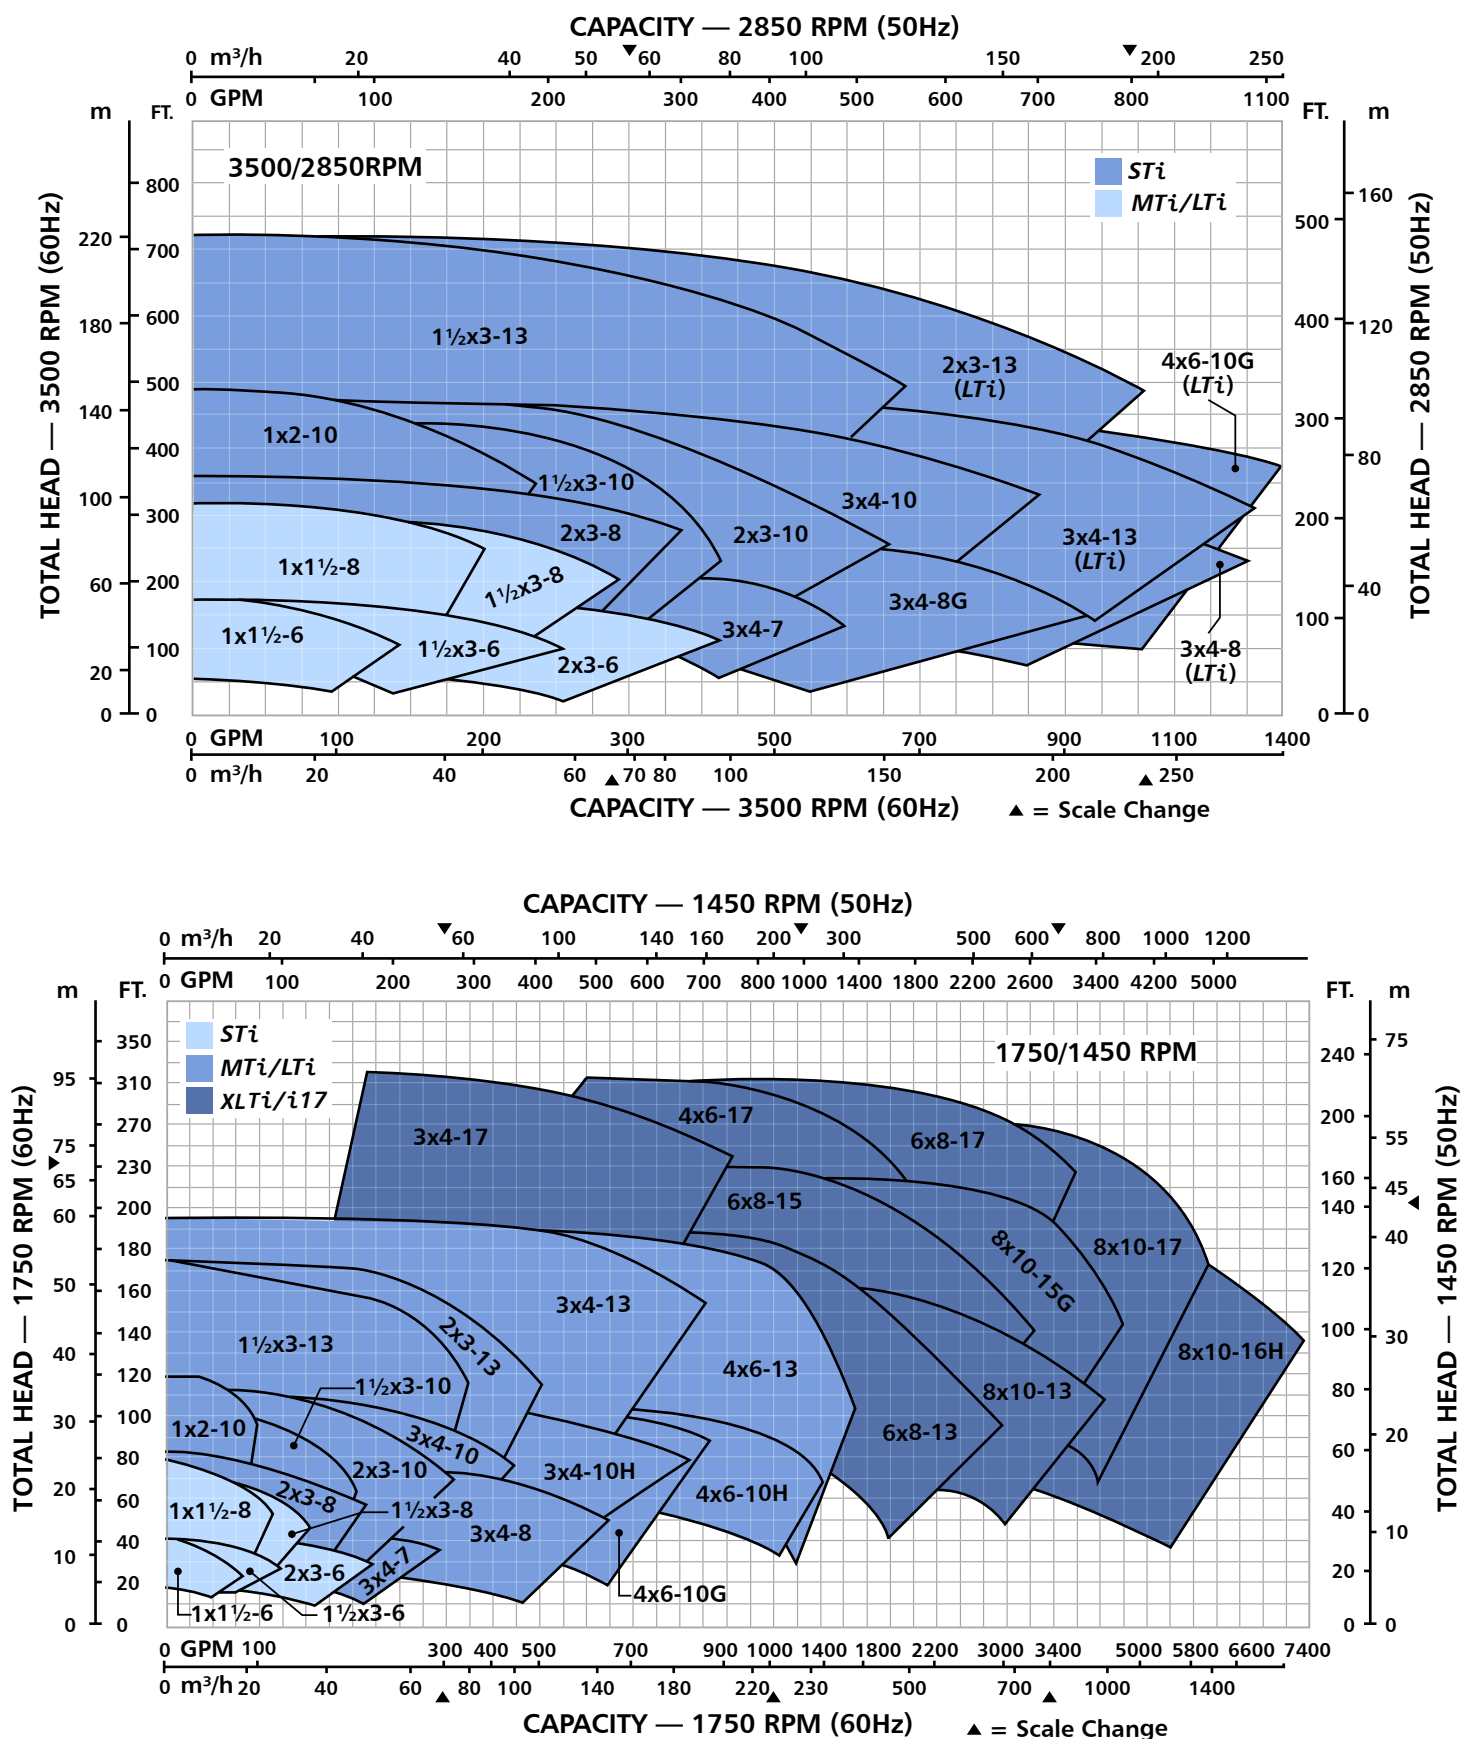 CAPACITY — 2850 RPM (50Hz)
0 m³/h 20 40 50 ▼ 60 80 100 150 ▼ 200 250
0 GPM 100 200 300 400 500 600 700 800 1100
m FT. FT. m
3500/2850RPM
STi
MTi/LTi
TOTAL HEAD — 3500 RPM (60Hz)
220 180 140 100 60 20 0
800 700 600 500 400 300 200 100 0
500 400 300 200 100 0
160 120 80 40 0
TOTAL HEAD — 2850 RPM (50Hz)
1½x3-13
2x3-13
(LTi)
4x6-10G
(LTi)
1x2-10
1½x3-10
3x4-10
2x3-8
2x3-10
3x4-13
(LTi)
1x1½-8
1½x3-8
3x4-8G
1x1½-6
1½x3-6
2x3-6
3x4-7
3x4-8
(LTi)
0 GPM 100 200 300 500 700 900 1100 1400
0 m³/h 20 40 60 ▲ 70 80 100 150 200 ▲ 250
CAPACITY — 3500 RPM (60Hz)
▲ = Scale Change
CAPACITY — 1450 RPM (50Hz)
0 m³/h 20 40 ▼ 60 100 140 160 200 ▼ 300 500 600 ▼ 800 1000 1200
0 GPM 100 200 300 400 500 600 700 800 1000 1400 1800 2200 2600 3400 4200 5000
m FT. FT. m
STi
MTi/LTi
XLTi/i17
1750/1450 RPM
TOTAL HEAD — 1750 RPM (60Hz)
95 75 ▼ 65 60 50 40 30 20 10 0
350 310 270 230 200 180 160 140 120 100 80 60 40 20 0
240 200 160 140 120 100 80 60 40 20 0
75 55 45 ◀ 40 30 20 10 0
TOTAL HEAD — 1450 RPM (50Hz)
3x4-17
4x6-17
6x8-17
6x8-15
8x10-15G
8x10-17
3x4-13
2x3-13
1½x3-13
4x6-13
8x10-16H
1½x3-10
8x10-13
1x2-10
3x4-10
6x8-13
2x3-10
3x4-10H
2x3-8
4x6-10H
1x1½-8
1½x3-8
3x4-8
2x3-6
3x4-7
4x6-10G
1x1½-6
1½x3-6
0 GPM 100 300 400 500 700 900 1000 1400 1800 2200 3000 3400 5000 5800 6600 7400
0 m³/h 20 40 60 ▲ 80 100 140 180 220 ▲ 230 500 700 ▲ 1000 1400
CAPACITY — 1750 RPM (60Hz)
▲ = Scale Change